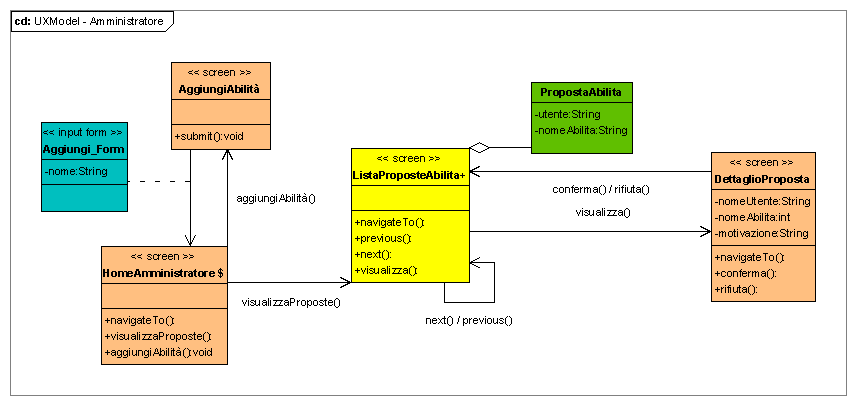 cd: UXModel - Amministratore
<< screen >>
AggiungiAbilità
+submit():void
<< input form >>
Aggiungi_Form
-nome:String
aggiungiAbilità()
<< screen >>
HomeAmministratore $
+navigateTo():
+visualizzaProposte():
+aggiungiAbilità():void
visualizzaProposte()
<< screen >>
ListaProposteAbilita+
+navigateTo():
+previous():
+next():
+visualizza():
next() / previous()
PropostaAbilita
-utente:String
-nomeAbilita:String
conferma() / rifiuta()
visualizza()
<< screen >>
DettaglioProposta
-nomeUtente:String
-nomeAbilita:int
-motivazione:String
+navigateTo():
+conferma():
+rifiuta():